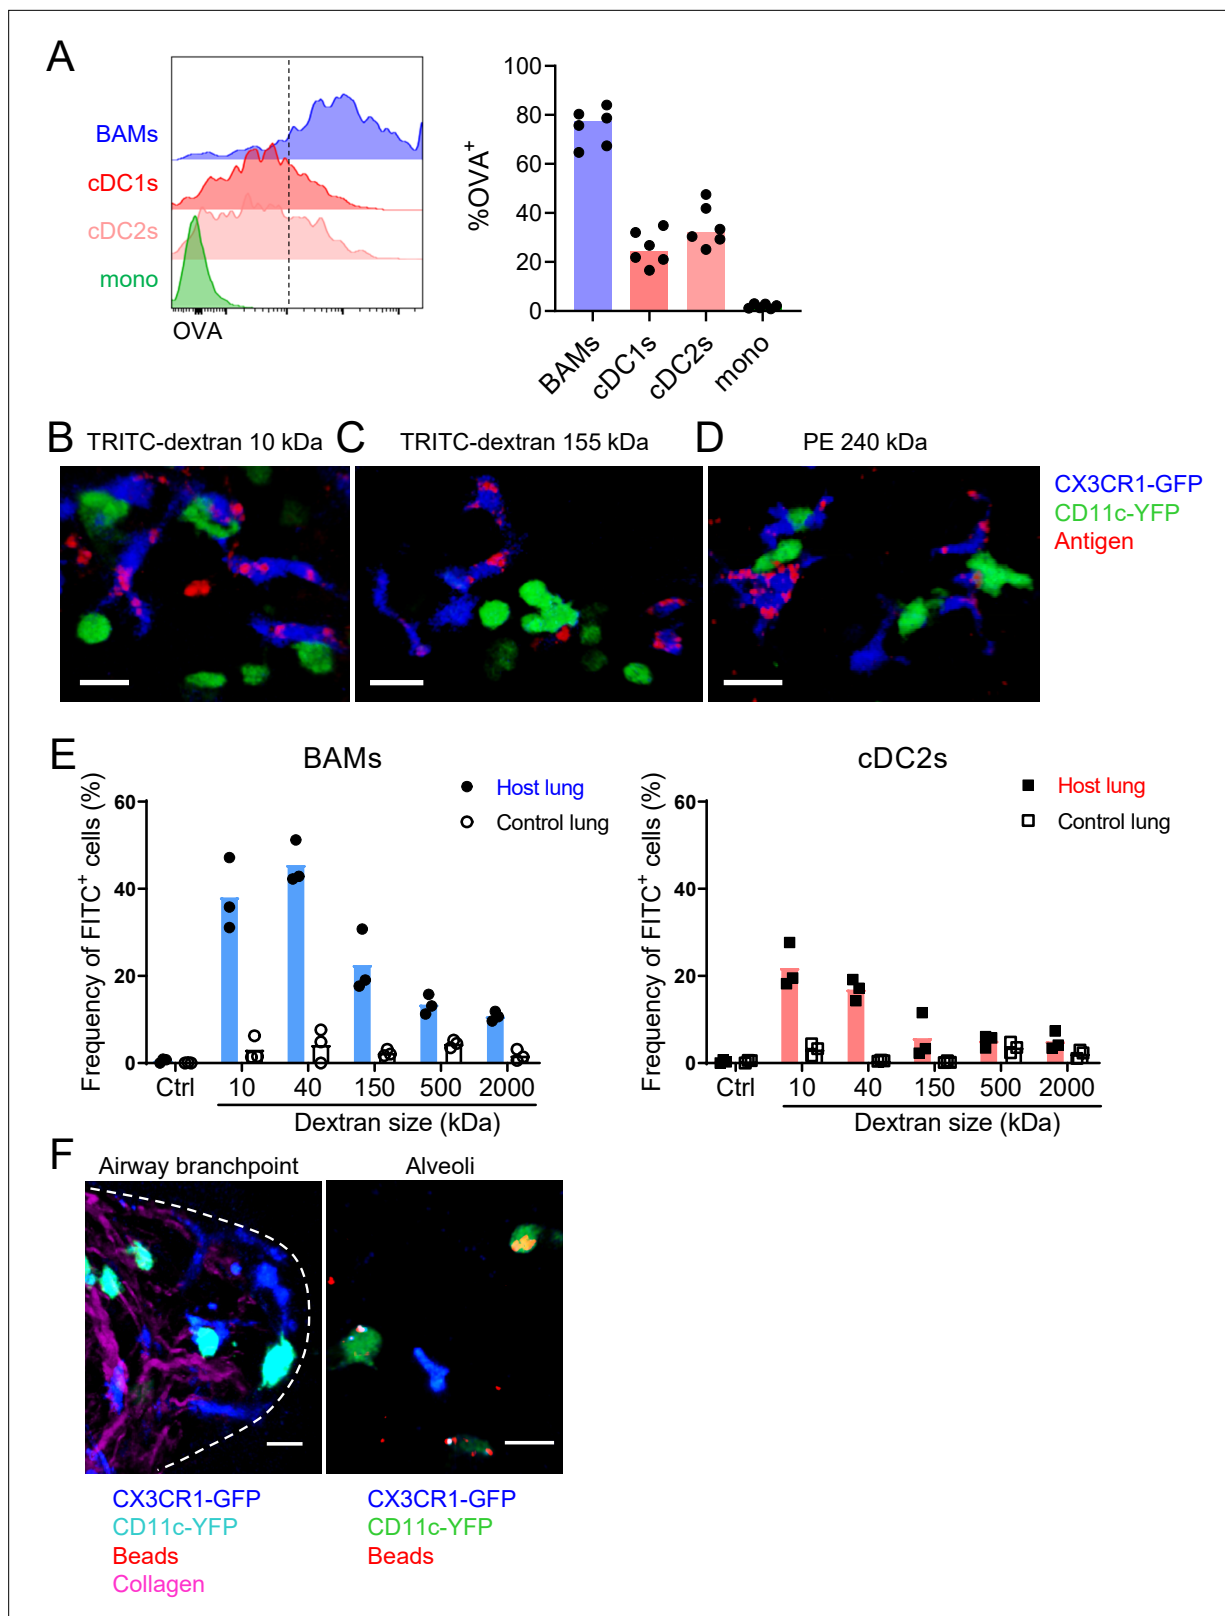 A
BAMs
cDC1s
cDC2s
mono
OVA
%OVA+
100
80
60
40
20
0
BAMs
cDC1s
cDC2s
mono
B TRITC-dextran 10 kDa
C TRITC-dextran 155 kDa
D PE 240 kDa
CX3CR1-GFP
CD11c-YFP
Antigen
E
BAMs
Frequency of FITC+ cells (%)
60
40
20
0
Host lung
Control lung
Ctrl 10 40 150 500 2000
Dextran size (kDa)
cDC2s
Frequency of FITC+ cells (%)
60
40
20
0
Host lung
Control lung
Ctrl 10 40 150 500 2000
Dextran size (kDa)
F
Airway branchpoint
Alveoli
CX3CR1-GFP
CD11c-YFP
Beads
Collagen
CX3CR1-GFP
CD11c-YFP
Beads